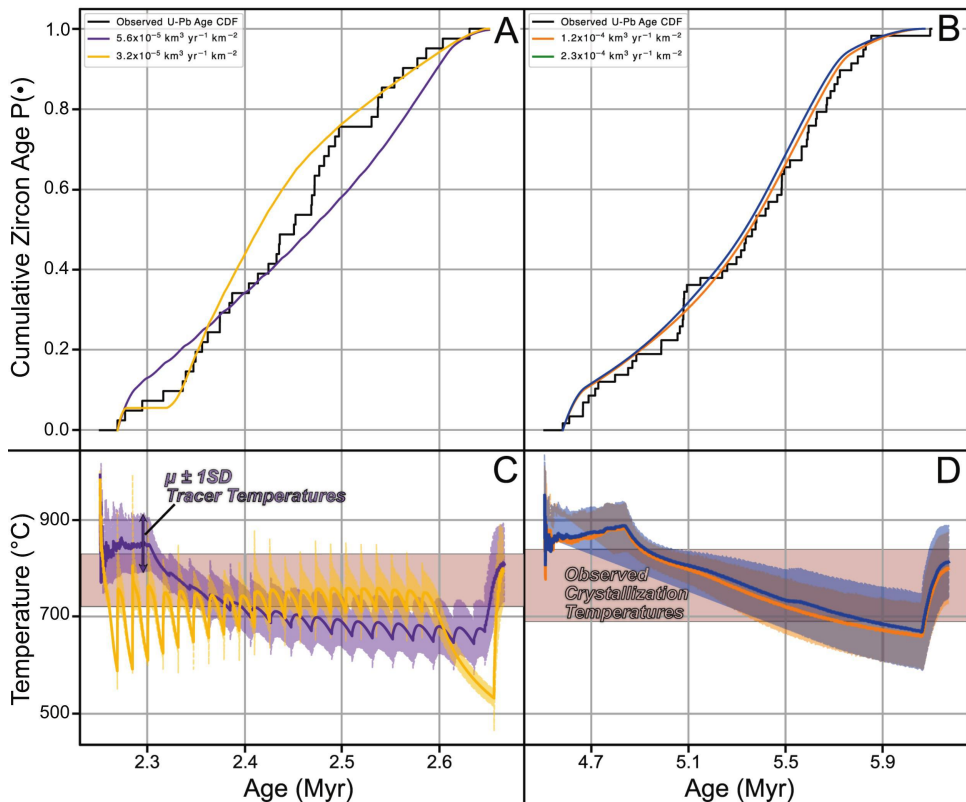 Observed U-Pb Age CDF
5.6x10⁻⁵ km³ yr⁻¹ km⁻²
3.2x10⁻⁵ km³ yr⁻¹ km⁻²
A
Observed U-Pb Age CDF
1.2x10⁻⁴ km³ yr⁻¹ km⁻²
2.3x10⁻⁴ km³ yr⁻¹ km⁻²
B
Cumulative Zircon Age P(•)
1.0
0.8
0.6
0.4
0.2
0.0
C
μ ± 1SD
Tracer Temperatures
D
Observed
Crystallization
Temperatures
Temperature (°C)
900
700
500
2.3
2.4
2.5
2.6
4.7
5.1
5.5
5.9
Age (Myr)
Age (Myr)